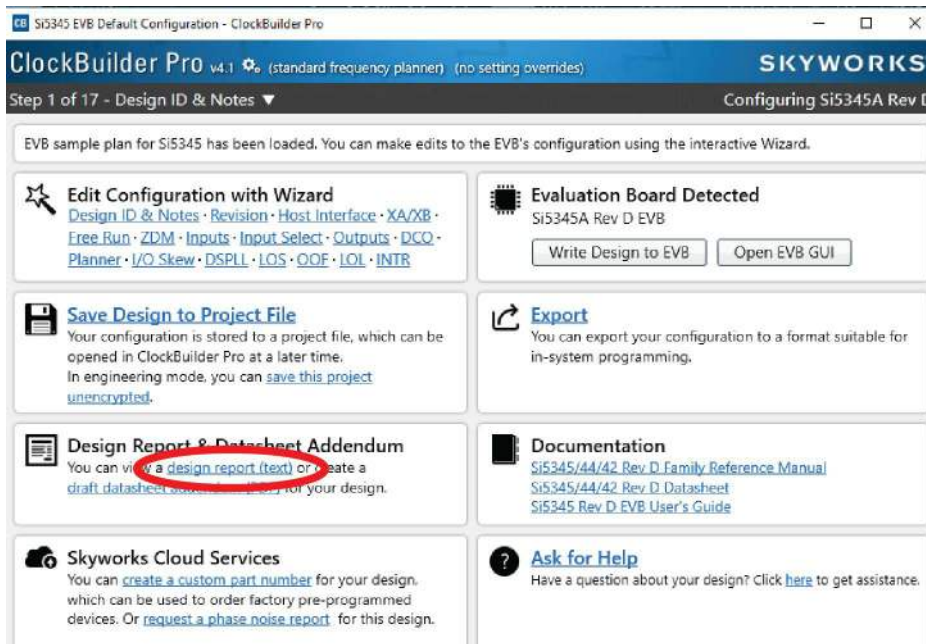 CB Si5345 EVB Default Configuration - ClockBuilder Pro
ClockBuilder Pro v4.1 (standard frequency planner) (no setting overrides)
SKYWORKS
Step 1 of 17 - Design ID & Notes ▼
Configuring Si5345A Rev D
EVB sample plan for Si5345 has been loaded. You can make edits to the EVB's configuration using the interactive Wizard.
Edit Configuration with Wizard
Design ID & Notes · Revision · Host Interface · XA/XB ·
Free Run · ZDM · Inputs · Input Select · Outputs · DCO ·
Planner · I/O Skew · DSPLL · LOS · OOF · LOL · INTR
Evaluation Board Detected
Si5345A Rev D EVB
Write Design to EVB
Open EVB GUI
Save Design to Project File
Your configuration is stored to a project file, which can be
opened in ClockBuilder Pro at a later time.
In engineering mode, you can save this project
unencrypted.
Export
You can export your configuration to a format suitable for
in-system programming.
Design Report & Datasheet Addendum
You can view a design report (text) or create a
draft datasheet addendum (PDF) for your design.
Documentation
Si5345/44/42 Rev D Family Reference Manual
Si5345/44/42 Rev D Datasheet
Si5345 Rev D EVB User's Guide
Skyworks Cloud Services
You can create a custom part number for your design,
which can be used to order factory pre-programmed
devices. Or request a phase noise report for this design.
Ask for Help
Have a question about your design? Click here to get assistance.